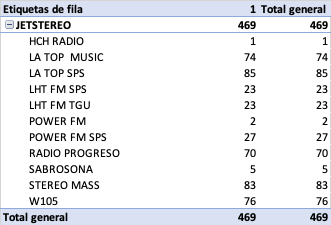 Etiquetas de fila 1 Total general
JETSTEREO 469 469
HCH RADIO 1 1
LA TOP MUSIC 74 74
LA TOP SPS 85 85
LHT FM SPS 23 23
LHT FM TGU 23 23
POWER FM 2 2
POWER FM SPS 27 27
RADIO PROGRESO 70 70
SABROSONA 5 5
STEREO MASS 83 83
W105 76 76
Total general 469 469